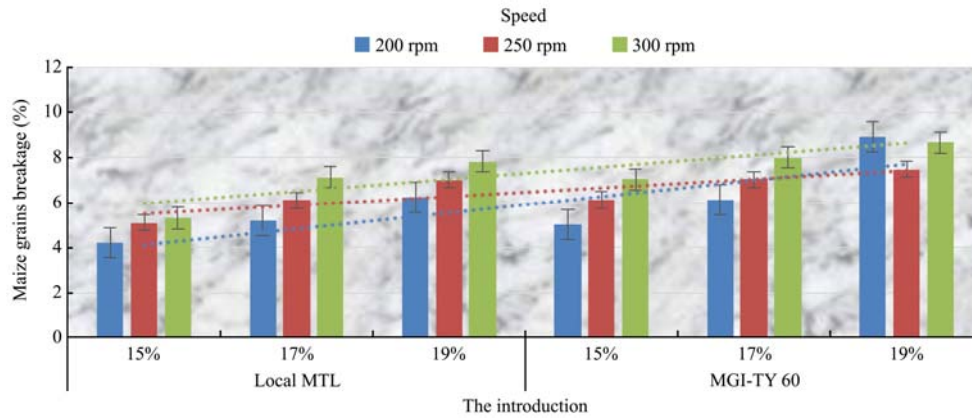 Speed
200 rpm 250 rpm 300 rpm
Maize grains breakage (%)
12
10
8
6
4
2
0
15% 17% 19% 15% 17% 19%
Local MTL MGI-TY 60
The introduction